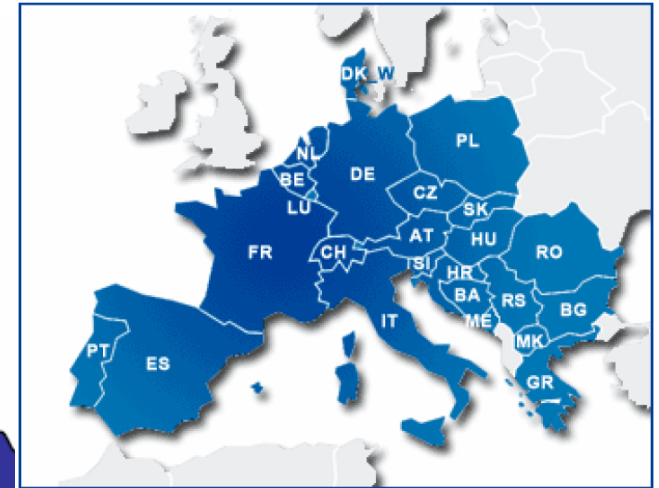 DK_W
PL
NL
DE
BE
CZ
LU
SK
AT
HU
FR
CH
RO
SI
HR
BA
RS
BG
IT
ME
PT
MK
ES
GR